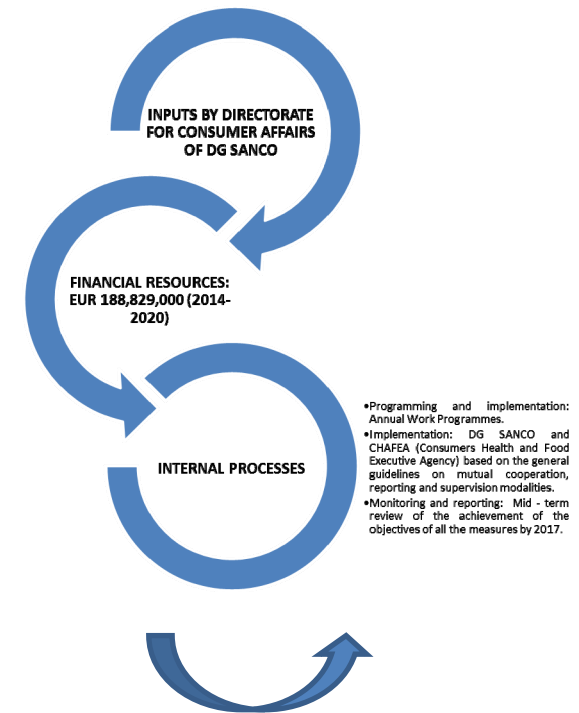 INPUTS BY DIRECTORATE
FOR CONSUMER AFFAIRS
OF DG SANCO
FINANCIAL RESOURCES:
EUR 188,829,000 (2014-
2020)
INTERNAL PROCESSES
•Programming and implementation:
Annual Work Programmes.
•Implementation: DG SANCO and
CHAFEA (Consumers Health and Food
Executive Agency) based on the general
guidelines on mutual cooperation,
reporting and supervision modalities.
•Monitoring and reporting: Mid - term
review of the achievement of the
objectives of all the measures by 2017.